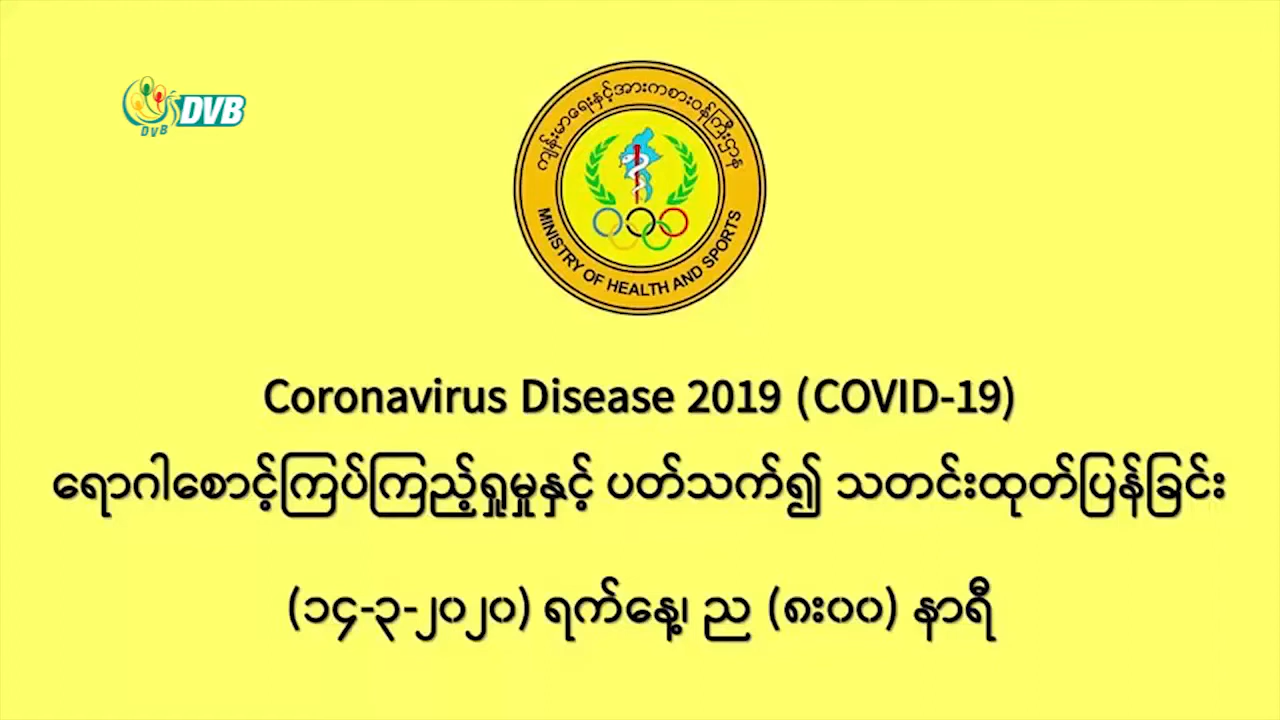 DVB
DVB
ကျန်းမာရေးနှင့်အားကစားဝန်ကြီးဌာန
MINISTRY OF HEALTH AND SPORTS
Coronavirus Disease 2019 (COVID-19)
ရောဂါစောင့်ကြပ်ကြည့်ရှုမှုနှင့် ပတ်သက်၍ သတင်းထုတ်ပြန်ခြင်း
(၁၄-၃-၂၀၂၀) ရက်နေ့၊ ည (၈း၀၀) နာရီ